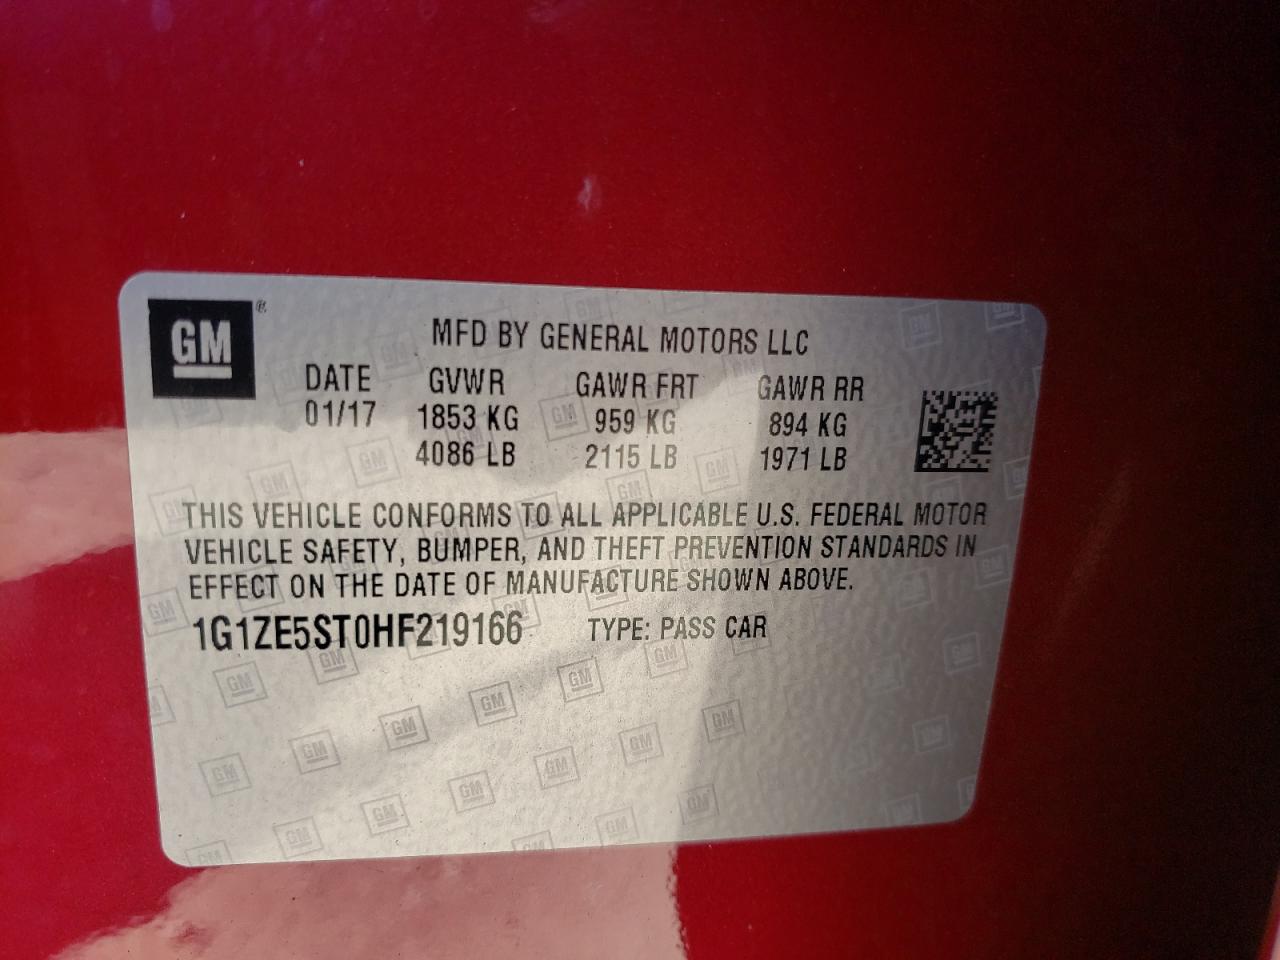 GM ®
MFD BY GENERAL MOTORS LLC
DATE GVWR GAWR FRT GAWR RR
01/17 1853 KG 959 KG 894 KG
4086 LB 2115 LB 1971 LB
THIS VEHICLE CONFORMS TO ALL APPLICABLE U.S. FEDERAL MOTOR
VEHICLE SAFETY, BUMPER, AND THEFT PREVENTION STANDARDS IN
EFFECT ON THE DATE OF MANUFACTURE SHOWN ABOVE.
1G1ZE5ST0HF219166 TYPE: PASS CAR